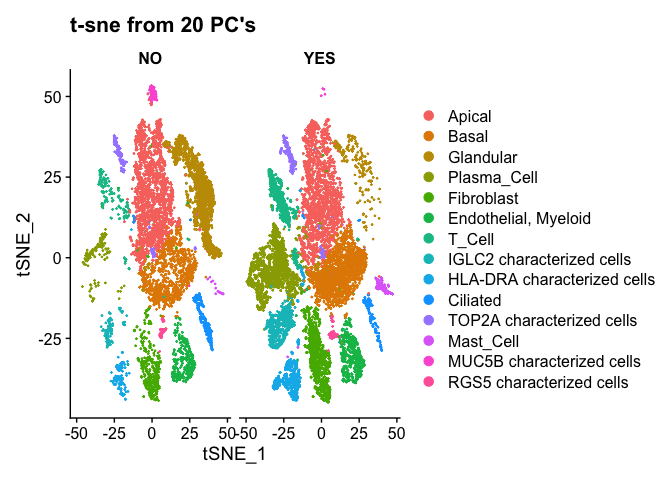 t-sne from 20 PC's
NO
YES
50
25
0
-25
tSNE_2
-50
-25
0
25
50
-50
-25
0
25
50
tSNE_1
Apical
Basal
Glandular
Plasma_Cell
Fibroblast
Endothelial, Myeloid
T_Cell
IGLC2 characterized cells
HLA-DRA characterized cells
Ciliated
TOP2A characterized cells
Mast_Cell
MUC5B characterized cells
RGS5 characterized cells